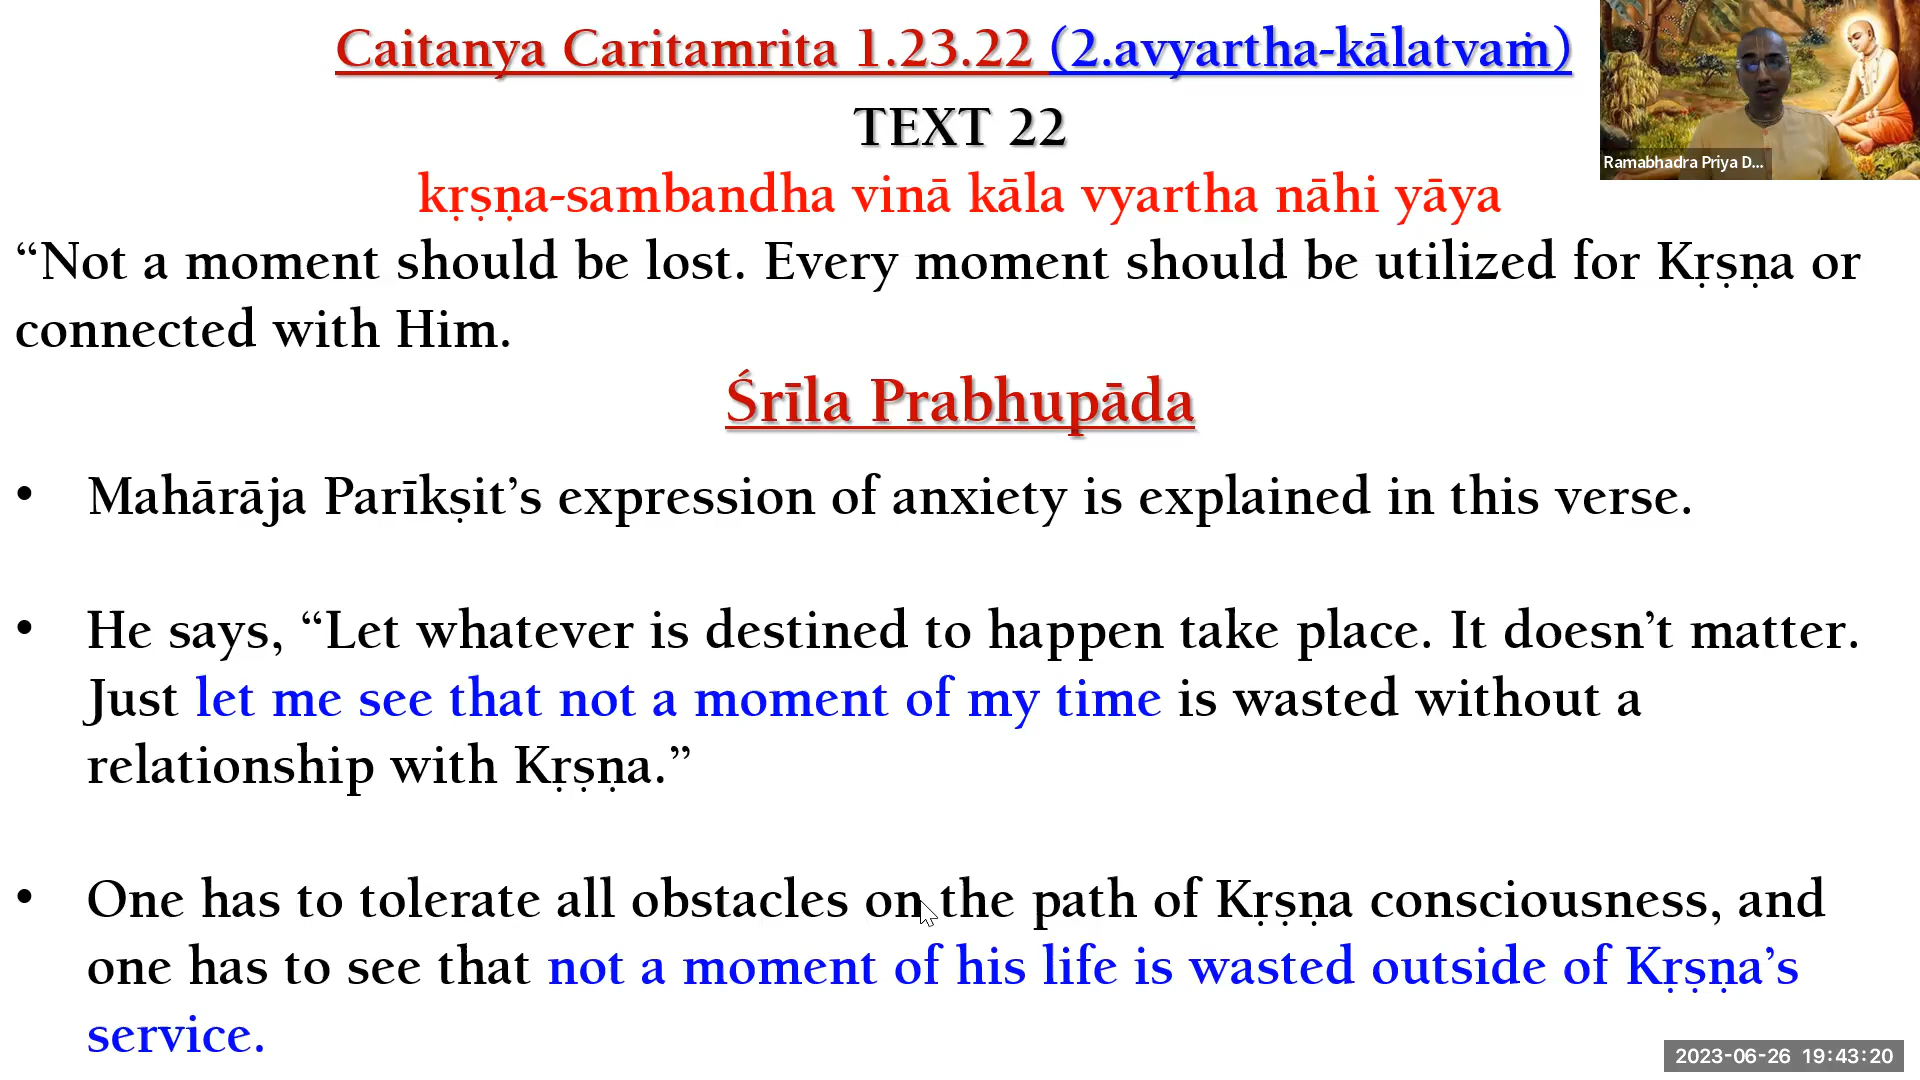 Caitanya Caritamrita 1.23.22 (2.avyartha-kālatvaṁ)
Ramabhadra Priya D...
TEXT 22
kṛṣṇa-sambandha vinā kāla vyartha nāhi yāya
“Not a moment should be lost. Every moment should be utilized for Kṛṣṇa or
connected with Him.
Śrīla Prabhupāda
• Mahārāja Parīkṣit’s expression of anxiety is explained in this verse.
• He says, “Let whatever is destined to happen take place. It doesn’t matter.
Just let me see that not a moment of my time is wasted without a
relationship with Kṛṣṇa.”
• One has to tolerate all obstacles on the path of Kṛṣṇa consciousness, and
one has to see that not a moment of his life is wasted outside of Kṛṣṇa’s
service.
2023-06-26 19:43:20